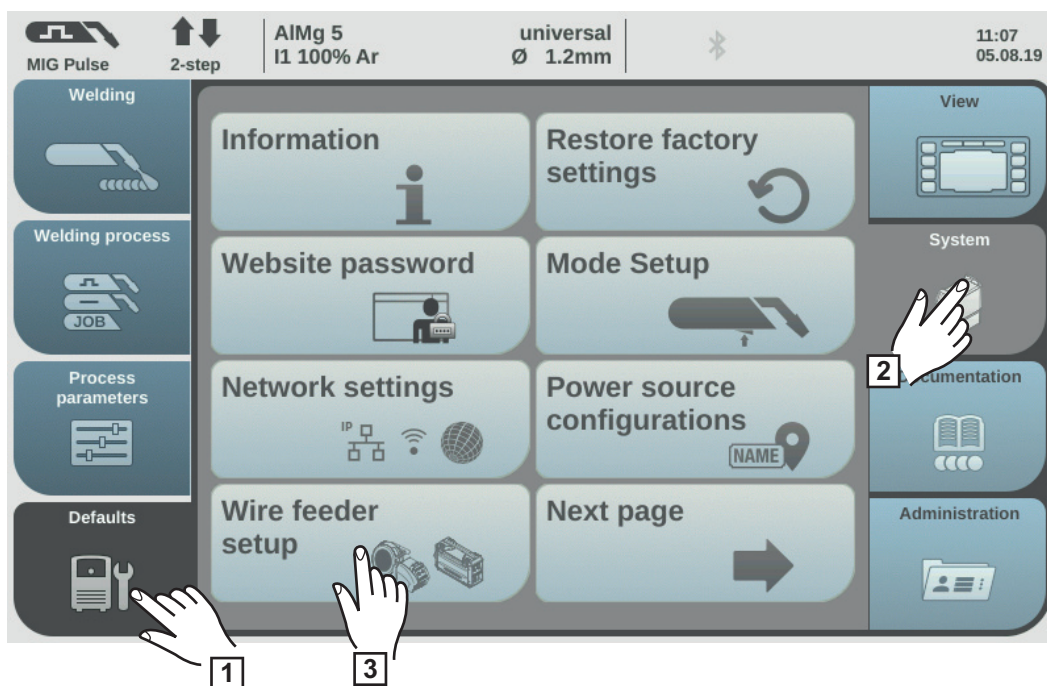 MIG Pulse
2-step
AlMg 5
I1 100% Ar
universal
Ø 1.2mm
11:07
05.08.19
Welding
Welding process
JOB
Process
parameters
Defaults
Information
Restore factory
settings
Website password
Mode Setup
Network settings
IP
Power source
configurations
NAME
Wire feeder
setup
Next page
View
System
Documentation
Administration
1
2
3